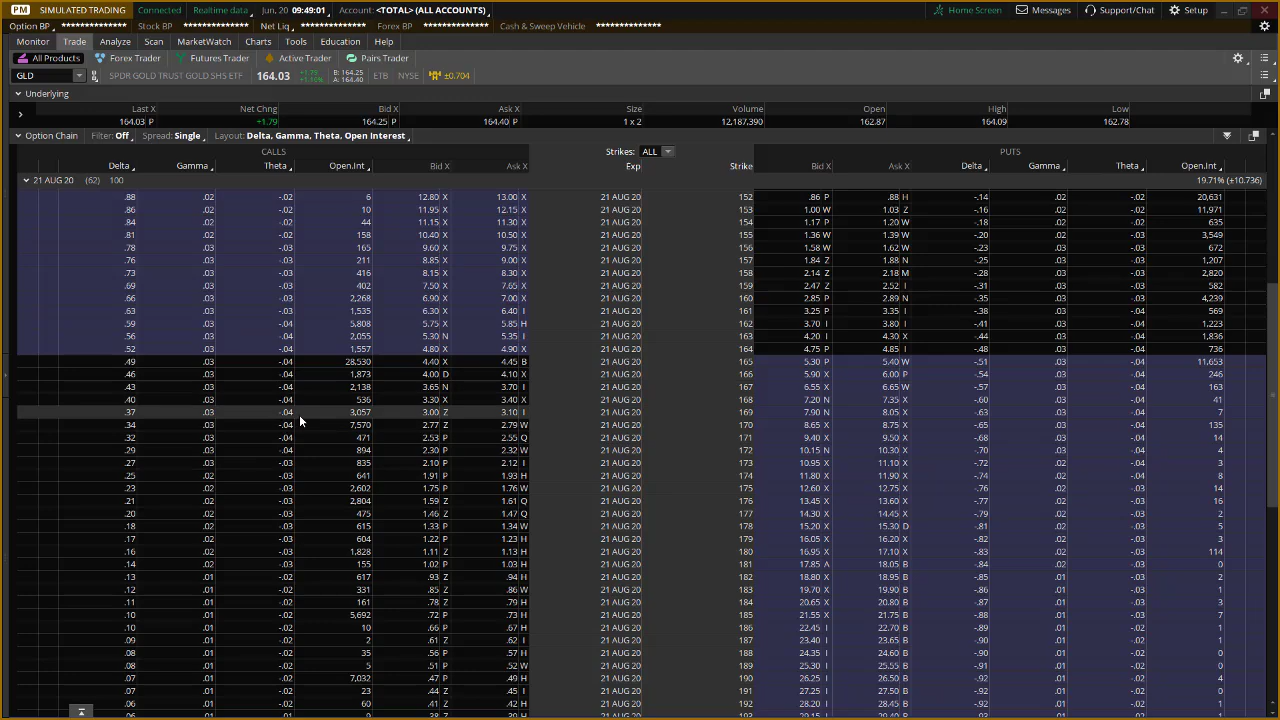 PM SIMULATED TRADING Connected Realtime data Jun, 20 09:49:01 Account: <TOTAL> (ALL ACCOUNTS) Home Screen Messages Support/Chat Setup
Option BP ************** Stock BP ************** Net Liq ************** Forex BP ************** Cash & Sweep Vehicle **************
Monitor Trade Analyze Scan MarketWatch Charts Tools Education Help
All Products Forex Trader Futures Trader Active Trader Pairs Trader
GLD SPDR GOLD TRUST GOLD SHS ETF 164.03 +1.79 +1.10% B: 164.25 A: 164.40 ETB NYSE ±0.704
Underlying
Last X Net Chng Bid X Ask X Size Volume Open High Low
164.03 P +1.79 164.25 P 164.40 P 1 x 2 12,187,390 162.87 164.09 162.78
Option Chain Filter: Off Spread: Single Layout: Delta, Gamma, Theta, Open Interest
CALLS Strikes: ALL PUTS
Delta Gamma Theta Open.Int Bid X Ask X Exp Strike Bid X Ask X Delta Gamma Theta Open.Int
21 AUG 20 (62) 100 19.71% (±10.736)
.88 .02 -.02 6 12.80 X 13.00 X 21 AUG 20 152 .86 P .88 H -.14 .02 -.02 20,631
.86 .02 -.02 10 11.95 X 12.15 X 21 AUG 20 153 1.00 W 1.03 Z -.16 .02 -.02 11,971
.84 .02 -.03 44 11.15 X 11.30 X 21 AUG 20 154 1.17 P 1.20 W -.18 .02 -.02 635
.81 .02 -.03 158 10.40 X 10.50 X 21 AUG 20 155 1.36 W 1.39 W -.20 .02 -.02 3,549
.78 .03 -.03 165 9.60 X 9.75 X 21 AUG 20 156 1.58 W 1.62 W -.23 .02 -.02 672
.76 .03 -.03 211 8.85 X 9.00 X 21 AUG 20 157 1.84 Z 1.88 N -.25 .03 -.02 1,207
.73 .03 -.03 416 8.15 X 8.30 X 21 AUG 20 158 2.14 Z 2.18 M -.28 .03 -.02 2,820
.69 .03 -.03 402 7.50 X 7.65 X 21 AUG 20 159 2.47 Z 2.52 I -.31 .03 -.03 582
.66 .03 -.03 2,268 6.90 X 7.00 X 21 AUG 20 160 2.85 P 2.89 N -.35 .03 -.03 4,239
.63 .03 -.03 1,535 6.30 X 6.40 I 21 AUG 20 161 3.25 P 3.35 I -.38 .03 -.03 569
.59 .03 -.04 5,808 5.75 X 5.85 H 21 AUG 20 162 3.70 I 3.80 I -.41 .03 -.03 1,223
.56 .03 -.04 2,055 5.30 N 5.35 I 21 AUG 20 163 4.20 I 4.30 X -.44 .03 -.03 1,836
.52 .03 -.04 1,557 4.80 X 4.90 X 21 AUG 20 164 4.75 P 4.85 I -.48 .03 -.03 736
.49 .03 -.04 28,530 4.40 X 4.45 B 21 AUG 20 165 5.30 P 5.40 W -.51 .03 -.03 11,653
.46 .03 -.04 1,873 4.00 D 4.10 X 21 AUG 20 166 5.90 X 6.00 P -.54 .03 -.03 246
.43 .03 -.04 2,138 3.65 N 3.70 I 21 AUG 20 167 6.55 X 6.65 W -.57 .03 -.03 163
.40 .03 -.04 536 3.30 X 3.40 X 21 AUG 20 168 7.20 N 7.35 X -.60 .03 -.03 41
.37 .03 -.04 3,057 3.00 Z 3.10 I 21 AUG 20 169 7.90 N 8.05 X -.63 .03 -.03 7
.34 .03 -.04 7,570 2.77 Z 2.79 W 21 AUG 20 170 8.65 X 8.75 X -.65 .03 -.03 135
.32 .03 -.04 471 2.53 P 2.55 Q 21 AUG 20 171 9.40 X 9.50 X -.68 .03 -.03 14
.29 .03 -.04 894 2.30 P 2.32 W 21 AUG 20 172 10.15 N 10.30 X -.70 .03 -.03 4
.27 .03 -.03 835 2.10 P 2.12 I 21 AUG 20 173 10.95 X 11.10 X -.72 .03 -.03 3
.25 .02 -.03 641 1.91 P 1.93 H 21 AUG 20 174 11.80 X 11.90 X -.74 .02 -.03 8
.23 .02 -.03 2,602 1.75 P 1.76 W 21 AUG 20 175 12.60 X 12.75 X -.76 .02 -.03 14
.21 .02 -.03 2,804 1.59 Z 1.61 Q 21 AUG 20 176 13.45 X 13.60 X -.77 .02 -.03 16
.20 .02 -.03 475 1.46 Z 1.47 Q 21 AUG 20 177 14.30 X 14.45 X -.79 .02 -.03 2
.18 .02 -.03 615 1.33 P 1.34 W 21 AUG 20 178 15.20 X 15.30 D -.81 .02 -.03 5
.17 .02 -.03 604 1.22 P 1.23 H 21 AUG 20 179 16.05 X 16.20 X -.82 .02 -.03 3
.16 .02 -.03 1,828 1.11 Z 1.13 H 21 AUG 20 180 16.95 X 17.10 X -.83 .02 -.02 114
.14 .02 -.03 155 1.02 P 1.03 H 21 AUG 20 181 17.85 A 18.05 B -.84 .02 -.03 0
.13 .01 -.02 617 .93 Z .94 H 21 AUG 20 182 18.80 X 18.95 B -.85 .01 -.03 2
.12 .01 -.02 331 .85 Z .86 W 21 AUG 20 183 19.70 X 19.90 B -.86 .01 -.03 1
.11 .01 -.02 161 .78 Z .79 H 21 AUG 20 184 20.65 X 20.80 B -.87 .01 -.03 0
.10 .01 -.02 5,692 .72 P .73 H 21 AUG 20 185 21.55 X 21.75 B -.88 .01 -.03 7
.10 .01 -.02 10 .66 P .67 H 21 AUG 20 186 22.45 I 22.70 B -.90 .01 -.02 1
.09 .01 -.02 2 .61 Z .62 I 21 AUG 20 187 23.40 I 23.65 B -.90 .01 -.02 1
.08 .01 -.02 35 .56 P .57 H 21 AUG 20 188 24.35 I 24.60 B -.91 .01 -.02 0
.08 .01 -.02 5 .51 P .52 W 21 AUG 20 189 25.30 I 25.55 B -.91 .01 -.02 0
.07 .01 -.02 7,032 .47 P .49 H 21 AUG 20 190 26.25 I 26.50 B -.92 .01 -.02 4
.07 .01 -.02 23 .44 Z .45 I 21 AUG 20 191 27.25 I 27.50 B -.92 .01 -.02 0
.06 .01 -.02 60 .41 Z .42 H 21 AUG 20 192 28.20 I 28.45 B -.92 .01 -.02 1